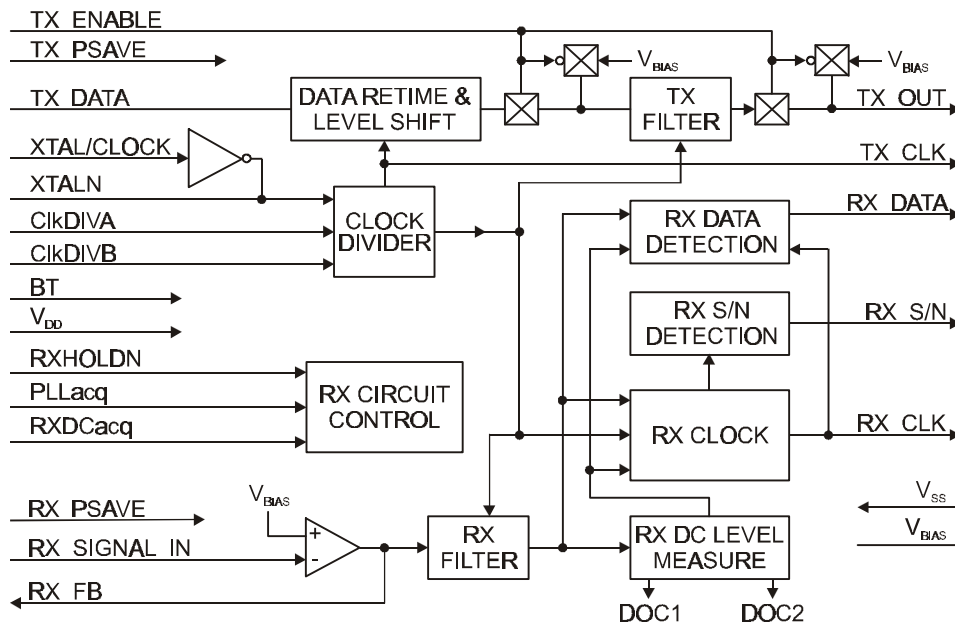 TX ENABLE
TX PSAVE
VBIAS
VBIAS
TX DATA
DATA RETIME &
LEVEL SHIFT
TX
FILTER
TX OUT
XTAL/CLOCK
TX CLK
XTALN
ClkDIVA
ClkDIVB
CLOCK
DIVIDER
RX DATA
DETECTION
RX DATA
BT
VDD
RX S/N
DETECTION
RX S/N
RXHOLDN
PLLacq
RXDCacq
RX CIRCUIT
CONTROL
RX CLOCK
RX CLK
VBIAS
+
-
RX PSAVE
RX SIGNAL IN
RX FB
RX
FILTER
RX DC LEVEL
MEASURE
VSS
VBIAS
DOC1
DOC2